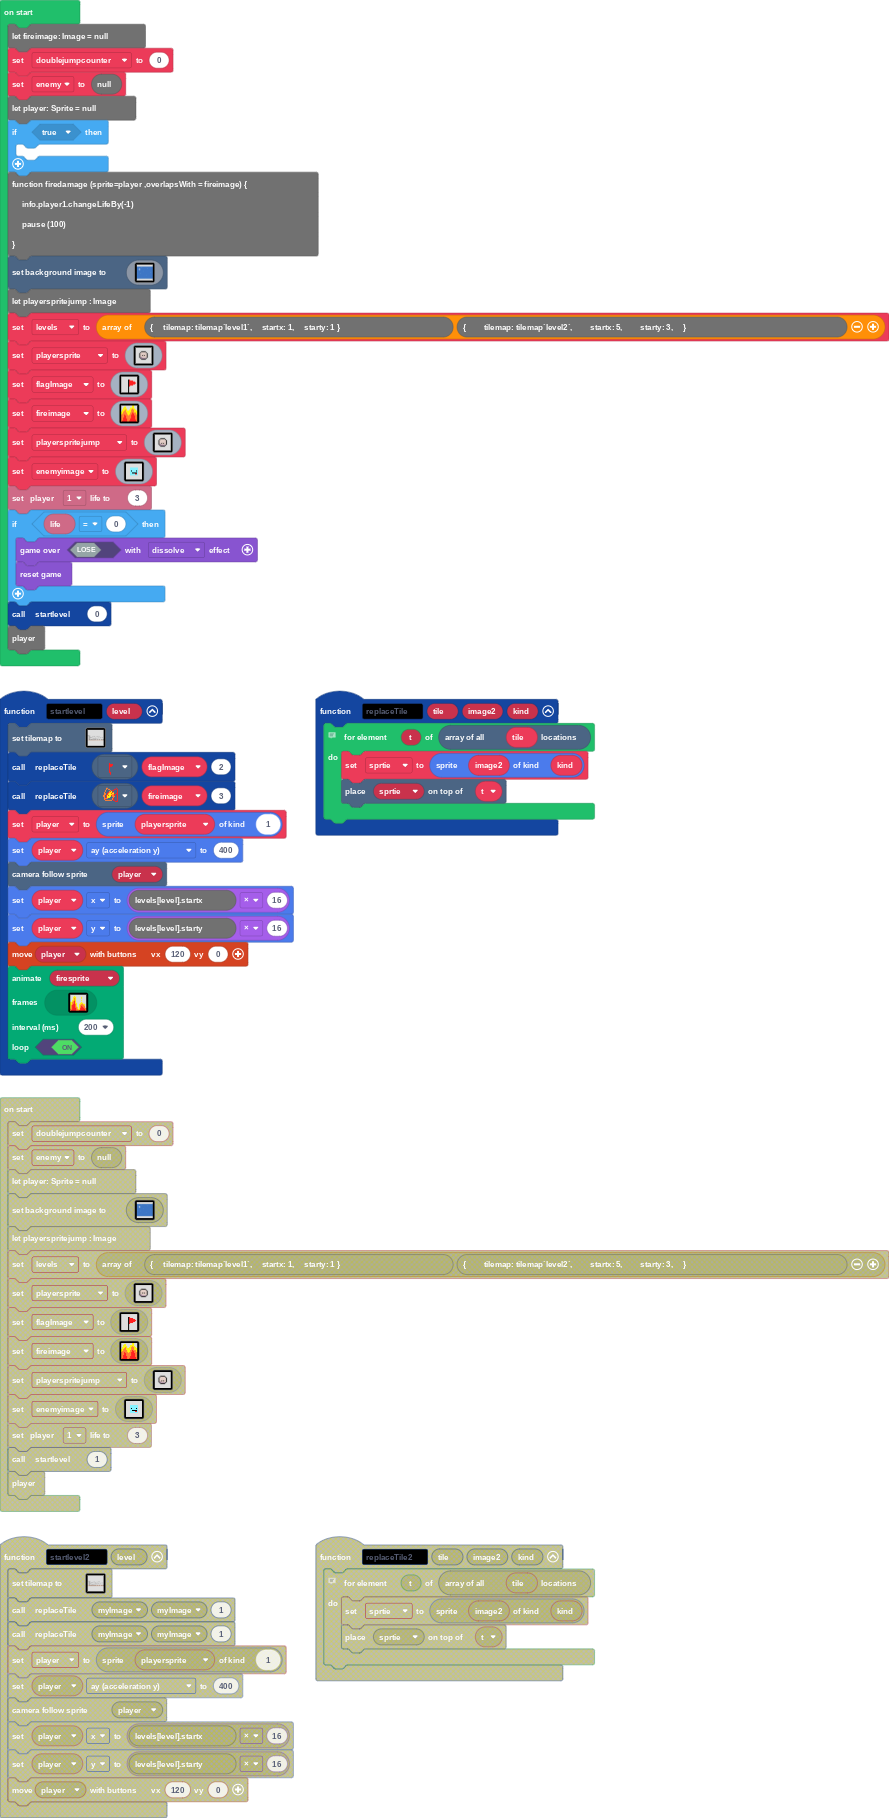 on start
let fireimage: Image = null
set doublejumpcounter to 0
set enemy to null
let player: Sprite = null
if true then
function firedamage (sprite=player ,overlapsWith = fireimage) {
info.player1.changeLifeBy(-1)
pause (100)
}
set background image to
let playerspritejump : Image
set levels to array of { tilemap: tilemap`level1`, startx: 1, starty: 1 } { tilemap: tilemap`level2`, startx: 5, starty: 3, }
set playersprite to
set flagImage to
set fireimage to
set playerspritejump to
set enemyimage to
set player 1 life to 3
if life = 0 then
game over LOSE with dissolve effect
reset game
call startlevel 0
player
function startlevel level
set tilemap to
call replaceTile flagImage 2
call replaceTile fireimage 3
set player to sprite playersprite of kind 1
set player ay (acceleration y) to 400
camera follow sprite player
set player x to levels[level].startx × 16
set player y to levels[level].starty × 16
move player with buttons vx 120 vy 0
animate firesprite
frames
interval (ms) 200
loop ON
function replaceTile tile image2 kind
for element t of array of all tile locations
do
set sprtie to sprite image2 of kind kind
place sprtie on top of t
on start
set doublejumpcounter to 0
set enemy to null
let player: Sprite = null
set background image to
let playerspritejump : Image
set levels to array of { tilemap: tilemap`level1`, startx: 1, starty: 1 } { tilemap: tilemap`level2`, startx: 5, starty: 3, }
set playersprite to
set flagImage to
set fireimage to
set playerspritejump to
set enemyimage to
set player 1 life to 3
call startlevel 1
player
function startlevel2 level
set tilemap to
call replaceTile myImage myImage 1
call replaceTile myImage myImage 1
set player to sprite playersprite of kind 1
set player ay (acceleration y) to 400
camera follow sprite player
set player x to levels[level].startx × 16
set player y to levels[level].starty × 16
move player with buttons vx 120 vy 0
function replaceTile2 tile image2 kind
for element t of array of all tile locations
do
set sprtie to sprite image2 of kind kind
place sprtie on top of t